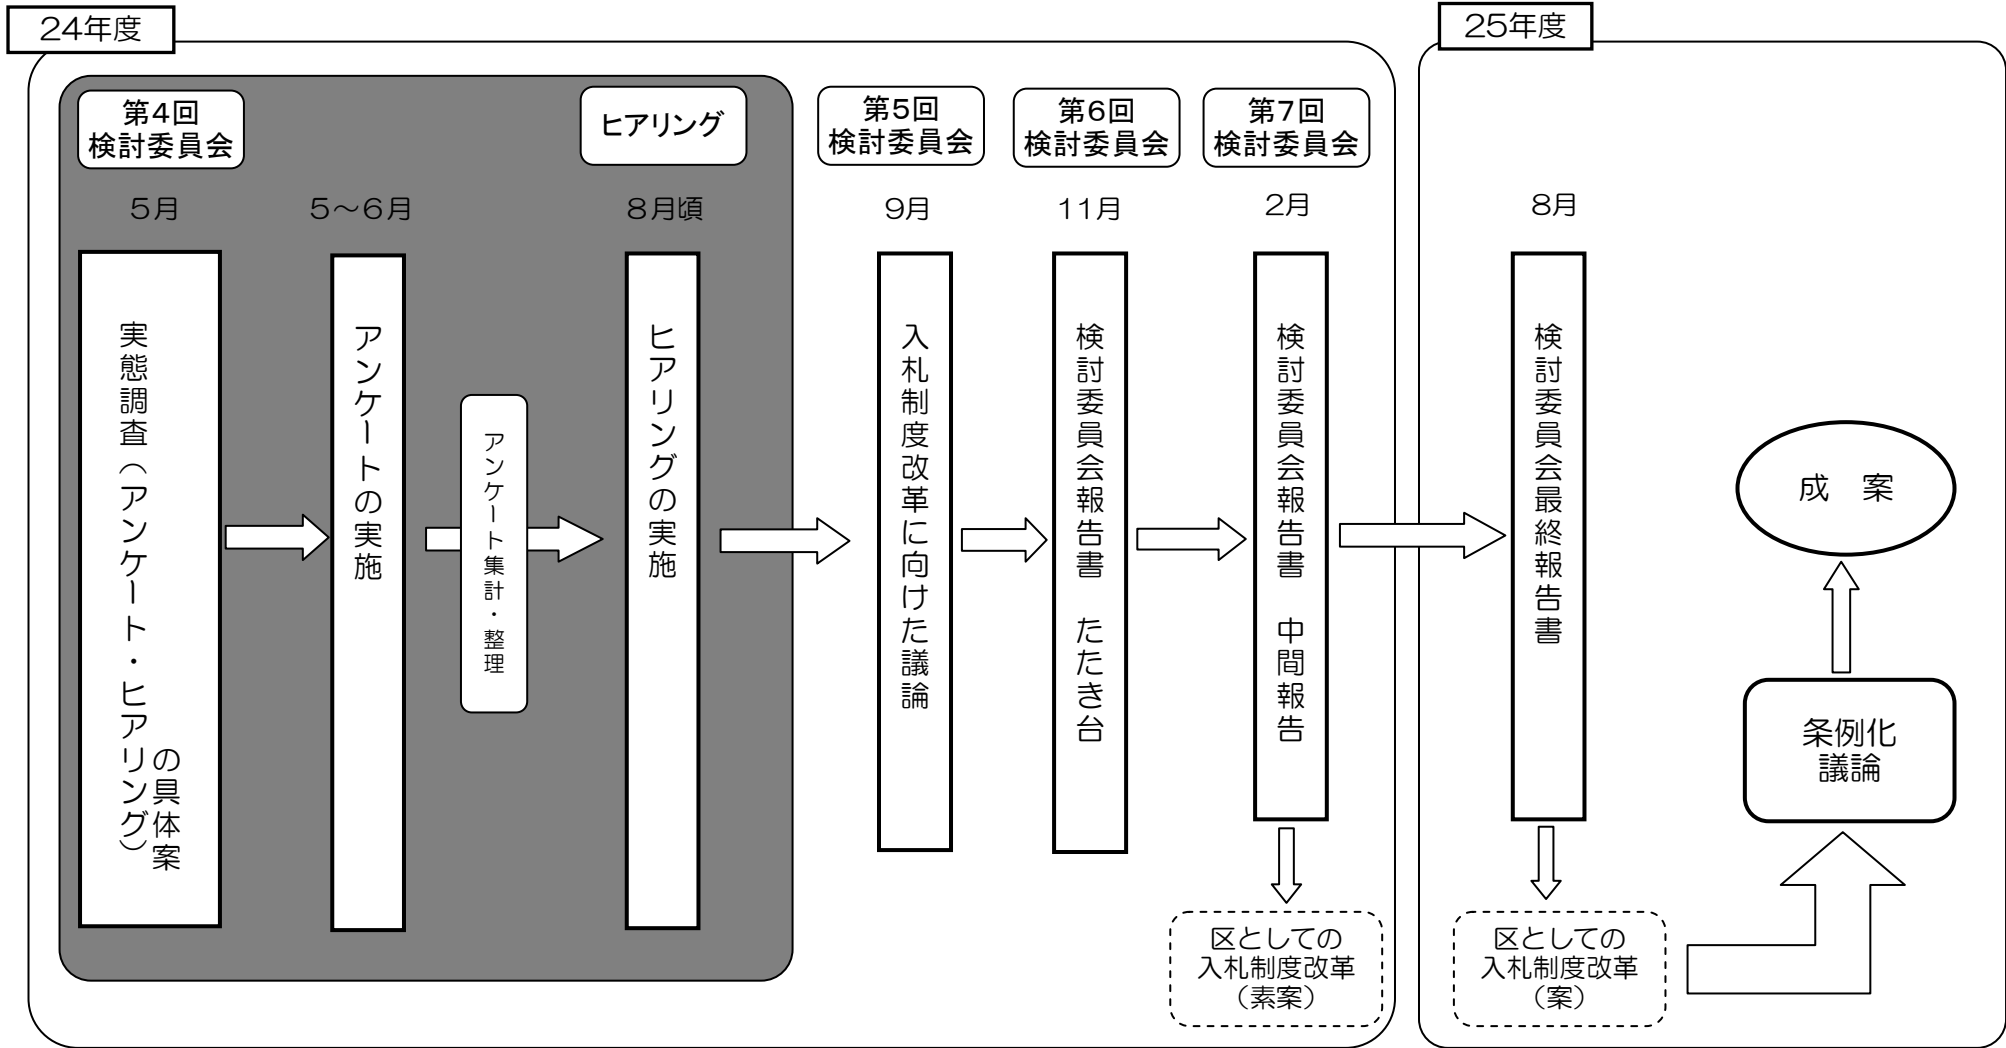 24年度
第4回
検討委員会
5月
実態調査（アンケート・ヒアリング）
の具体案
5～6月
アンケートの実施
アンケート集計・整理
ヒアリング
8月頃
ヒアリングの実施
第5回
検討委員会
9月
入札制度改革に向けた議論
第6回
検討委員会
11月
検討委員会報告書　たたき台
第7回
検討委員会
2月
検討委員会報告書　中間報告
区としての
入札制度改革
（素案）
25年度
8月
検討委員会最終報告書
区としての
入札制度改革
（案）
条例化
議論
成　案